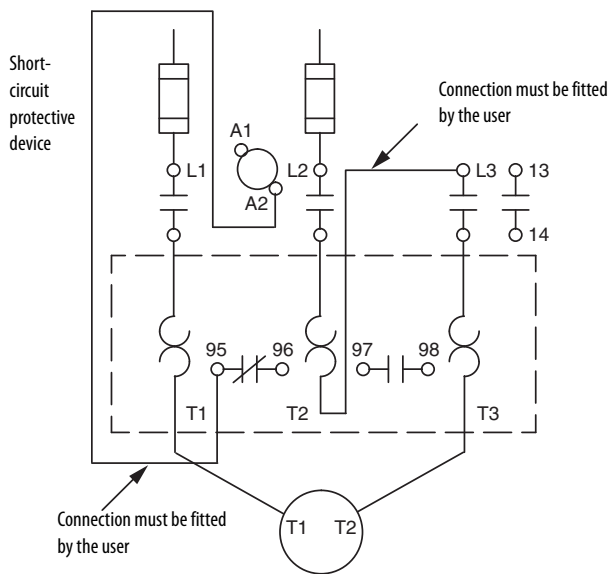 Short-
circuit
protective
device
Connection must be fitted
by the user
A1
L1
A2
L2
L3
13
14
95
96
97
98
T1
T2
T3
Connection must be fitted
by the user
T1
T2